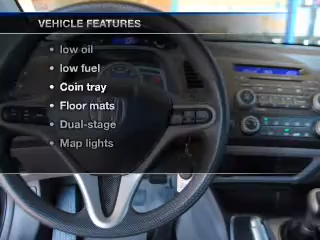 VEHICLE FEATURES
• low oil
• low fuel
• Coin tray
• Floor mats
• Dual-stage
• Map lights